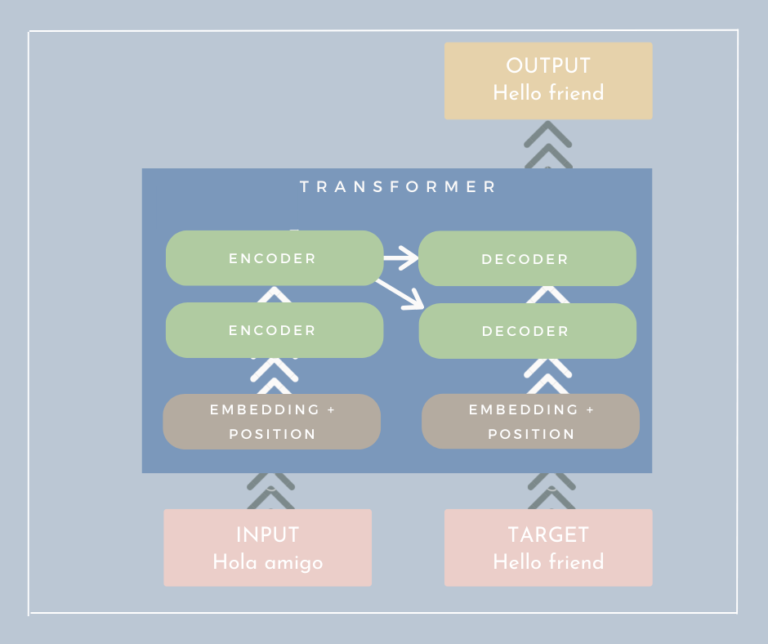 OUTPUT
Hello friend
TRANSFORMER
ENCODER
DECODER
ENCODER
DECODER
EMBEDDING +
POSITION
EMBEDDING +
POSITION
INPUT
Hola amigo
TARGET
Hello friend